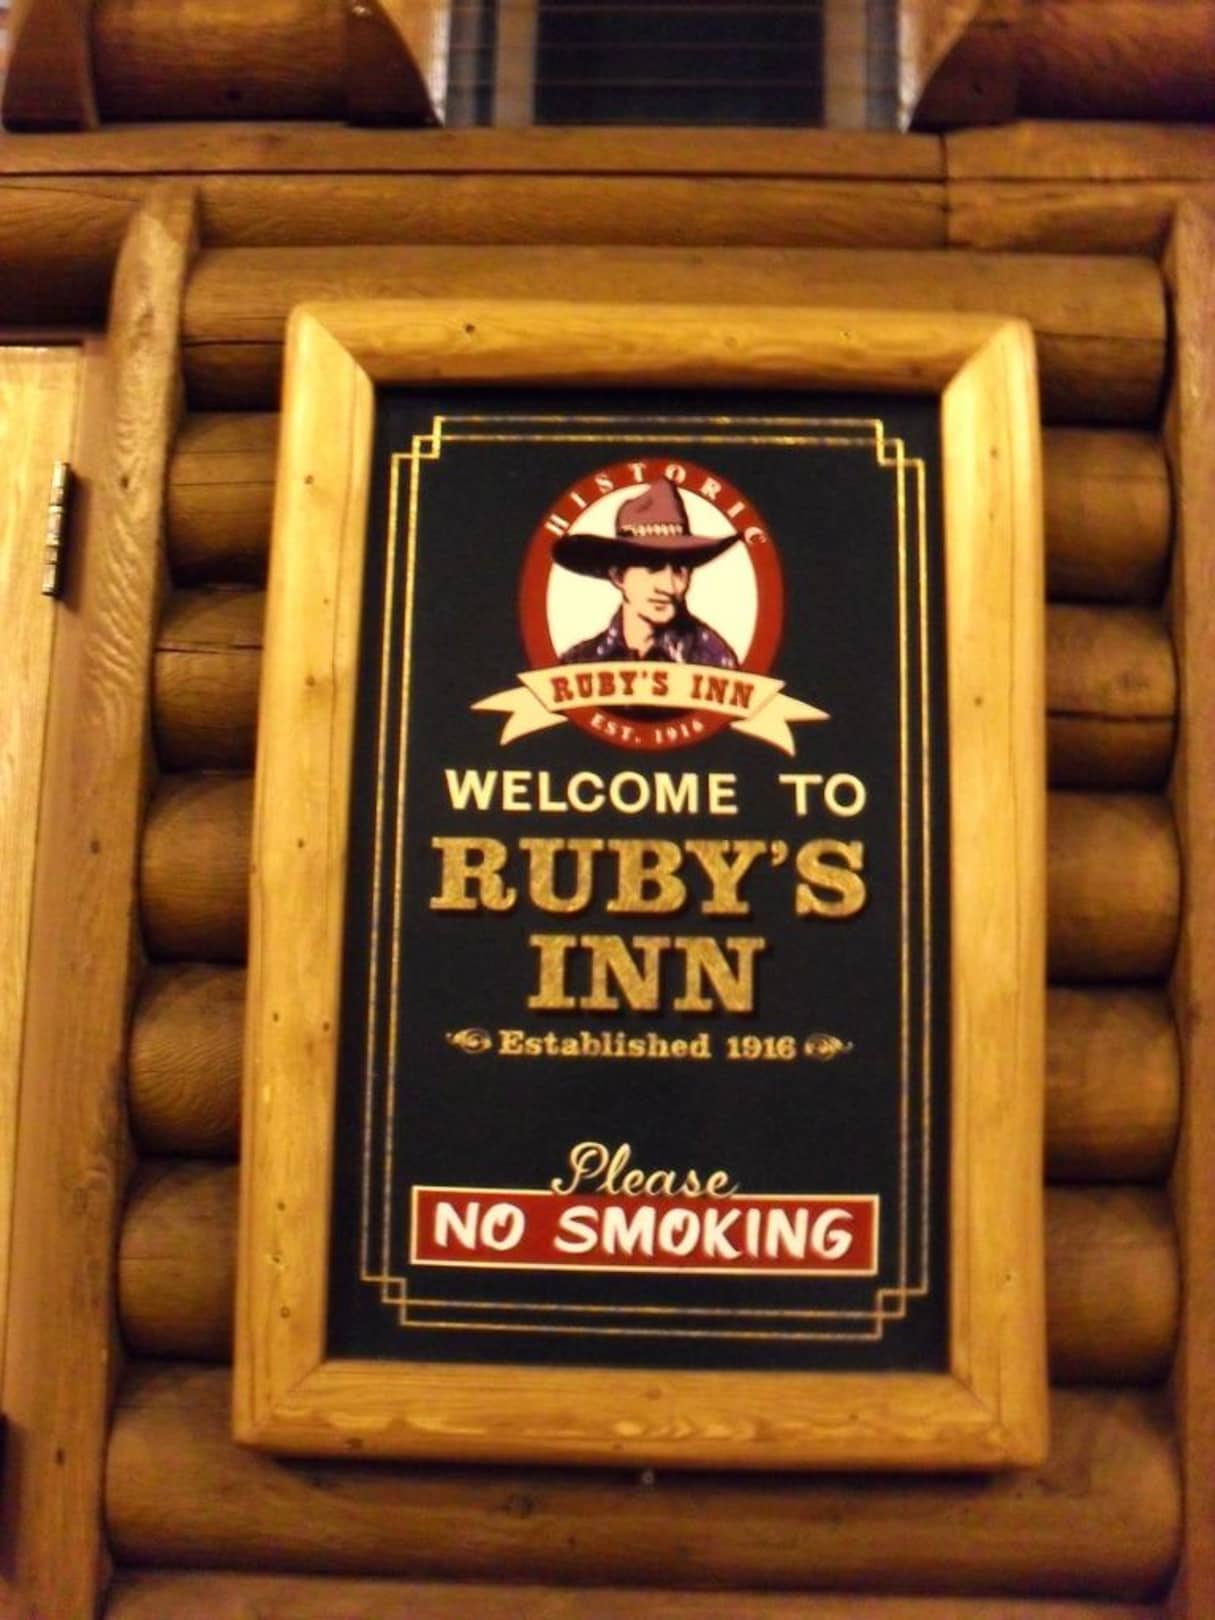 HISTORIC
RUBY'S INN
EST. 1916
WELCOME TO
RUBY'S
INN
Established 1916
Please
NO SMOKING